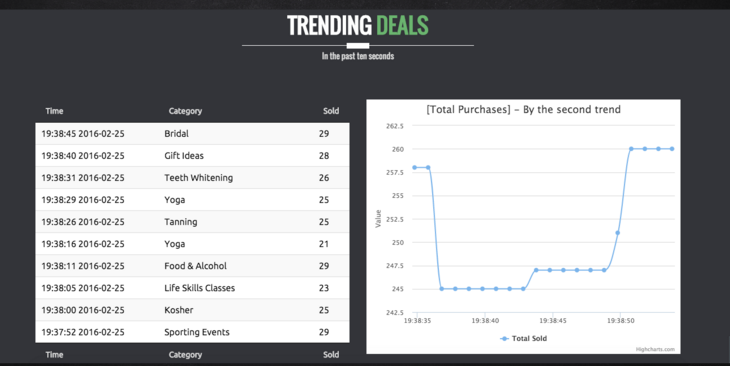 TRENDING DEALS
In the past ten seconds
Time Category Sold
19:38:45 2016-02-25 Bridal 29
19:38:40 2016-02-25 Gift Ideas 28
19:38:31 2016-02-25 Teeth Whitening 26
19:38:29 2016-02-25 Yoga 25
19:38:26 2016-02-25 Tanning 25
19:38:16 2016-02-25 Yoga 21
19:38:11 2016-02-25 Food & Alcohol 29
19:38:05 2016-02-25 Life Skills Classes 23
19:38:00 2016-02-25 Kosher 25
19:37:52 2016-02-25 Sporting Events 29
Time Category Sold
[Total Purchases] - By the second trend
Value
262.5
260
257.5
255
252.5
250
247.5
245
242.5
19:38:35 19:38:40 19:38:45 19:38:50
Total Sold
Highcharts.com